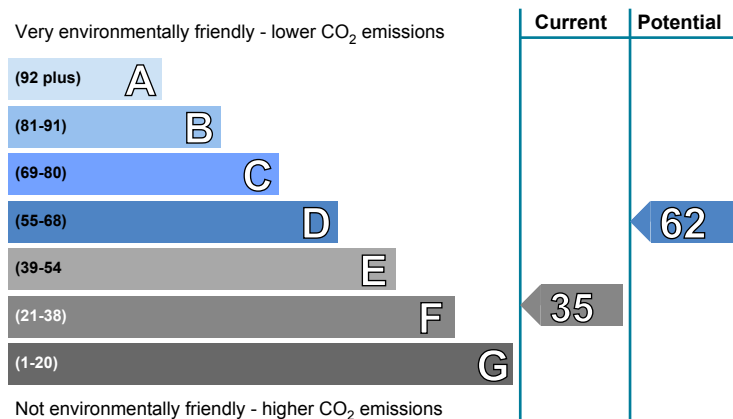 Current Potential
Very environmentally friendly - lower CO2 emissions
(92 plus) A
(81-91) B
(69-80) C
(55-68) D
62
(39-54 E
(21-38) F
35
(1-20) G
Not environmentally friendly - higher CO2 emissions